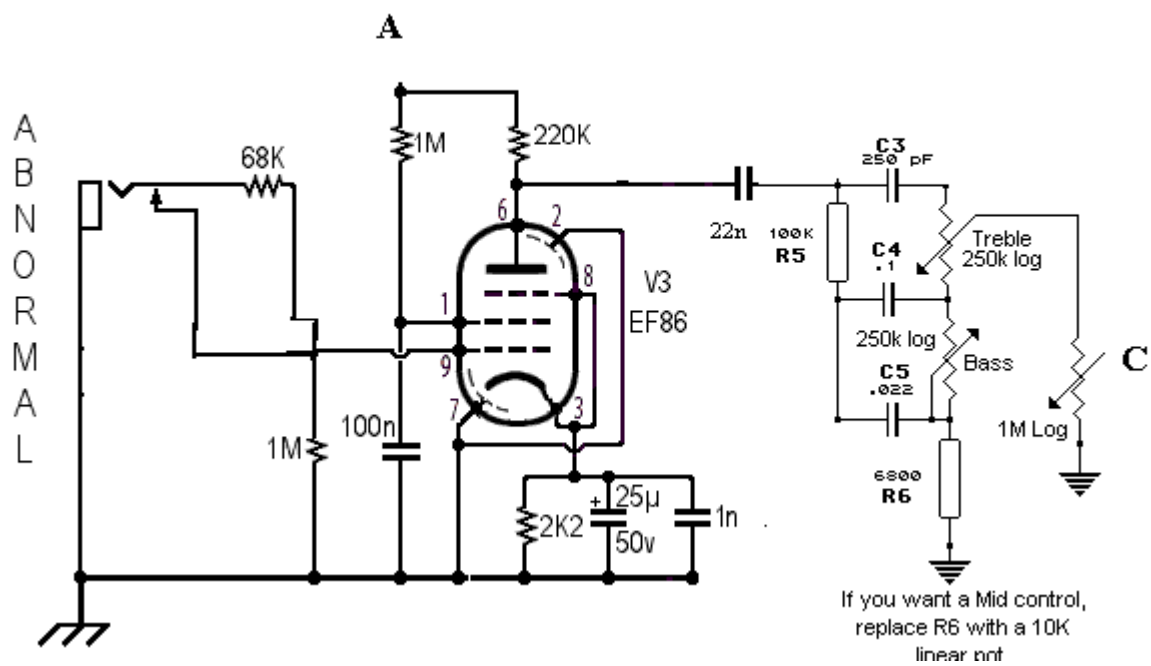 A
ABNORMAL
68K
1M
220K
6
2
1
8
9
7
3
V3
EF86
22n
100K
R5
C3
250 pF
Treble
250k log
C4
.1
250k log
Bass
C5
.022
C
1M Log
6800
R6
1M
100n
2K2
+
25µ
50v
1n
If you want a Mid control,
replace R6 with a 10K
linear pot